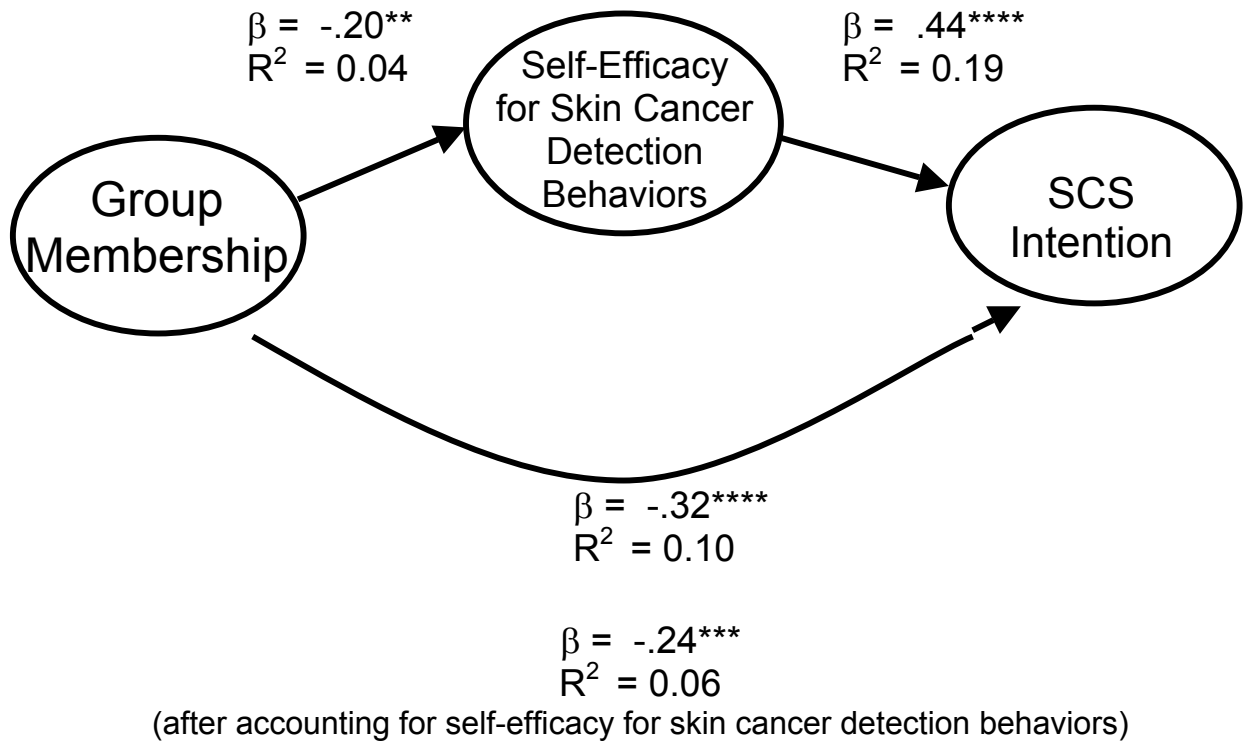 β = -.20**
R² = 0.04
Self-Efficacy
for Skin Cancer
Detection
Behaviors
β = .44****
R² = 0.19
Group
Membership
SCS
Intention
β = -.32****
R² = 0.10
β = -.24***
R² = 0.06
(after accounting for self-efficacy for skin cancer detection behaviors)